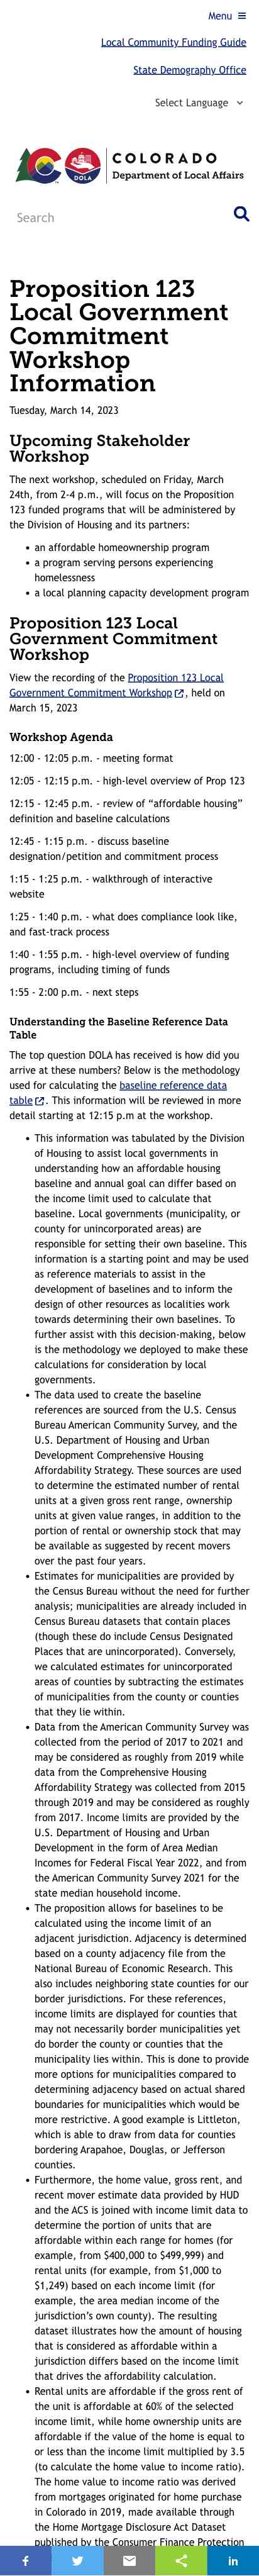 Menu
Local Community Funding Guide
State Demography Office
Select Language
COLORADO
Department of Local Affairs
DOLA
Search
Proposition 123
Local Government
Commitment
Workshop
Information
Tuesday, March 14, 2023
Upcoming Stakeholder
Workshop
The next workshop, scheduled on Friday, March
24th, from 2-4 p.m., will focus on the Proposition
123 funded programs that will be administered by
the Division of Housing and its partners:
• an affordable homeownership program
• a program serving persons experiencing
homelessness
• a local planning capacity development program
Proposition 123 Local
Government Commitment
Workshop
View the recording of the Proposition 123 Local
Government Commitment Workshop, held on
March 15, 2023
Workshop Agenda
12:00 - 12:05 p.m. - meeting format
12:05 - 12:15 p.m. - high-level overview of Prop 123
12:15 - 12:45 p.m. - review of “affordable housing”
definition and baseline calculations
12:45 - 1:15 p.m. - discuss baseline
designation/petition and commitment process
1:15 - 1:25 p.m. - walkthrough of interactive
website
1:25 - 1:40 p.m. - what does compliance look like,
and fast-track process
1:40 - 1:55 p.m. - high-level overview of funding
programs, including timing of funds
1:55 - 2:00 p.m. - next steps
Understanding the Baseline Reference Data
Table
The top question DOLA has received is how did you
arrive at these numbers? Below is the methodology
used for calculating the baseline reference data
table. This information will be reviewed in more
detail starting at 12:15 p.m at the workshop.
• This information was tabulated by the Division
of Housing to assist local governments in
understanding how an affordable housing
baseline and annual goal can differ based on
the income limit used to calculate that
baseline. Local governments (municipality, or
county for unincorporated areas) are
responsible for setting their own baseline. This
information is a starting point and may be used
as reference materials to assist in the
development of baselines and to inform the
design of other resources as localities work
towards determining their own baselines. To
further assist with this decision-making, below
is the methodology we deployed to make these
calculations for consideration by local
governments.
• The data used to create the baseline
references are sourced from the U.S. Census
Bureau American Community Survey, and the
U.S. Department of Housing and Urban
Development Comprehensive Housing
Affordability Strategy. These sources are used
to determine the estimated number of rental
units at a given gross rent range, ownership
units at given value ranges, in addition to the
portion of rental or ownership stock that may
be available as suggested by recent movers
over the past four years.
• Estimates for municipalities are provided by
the Census Bureau without the need for further
analysis; municipalities are already included in
Census Bureau datasets that contain places
(though these do include Census Designated
Places that are unincorporated). Conversely,
we calculated estimates for unincorporated
areas of counties by subtracting the estimates
of municipalities from the county or counties
that they lie within.
• Data from the American Community Survey was
collected from the period of 2017 to 2021 and
may be considered as roughly from 2019 while
data from the Comprehensive Housing
Affordability Strategy was collected from 2015
through 2019 and may be considered as roughly
from 2017. Income limits are provided by the
U.S. Department of Housing and Urban
Development in the form of Area Median
Incomes for Federal Fiscal Year 2022, and from
the American Community Survey 2021 for the
state median household income.
• The proposition allows for baselines to be
calculated using the income limit of an
adjacent jurisdiction. Adjacency is determined
based on a county adjacency file from the
National Bureau of Economic Research. This
also includes neighboring state counties for our
border jurisdictions. For these references,
income limits are displayed for counties that
may not necessarily border municipalities yet
do border the county or counties that the
municipality lies within. This is done to provide
more options for municipalities compared to
determining adjacency based on actual shared
boundaries for municipalities which would be
more restrictive. A good example is Littleton,
which is able to draw from data for counties
bordering Arapahoe, Douglas, or Jefferson
counties.
• Furthermore, the home value, gross rent, and
recent mover estimate data provided by HUD
and the ACS is joined with income limit data to
determine the portion of units that are
affordable within each range for homes (for
example, from $400,000 to $499,999) and
rental units (for example, from $1,000 to
$1,249) based on each income limit (for
example, the area median income of the
jurisdiction’s own county). The resulting
dataset illustrates how the amount of housing
that is considered as affordable within a
jurisdiction differs based on the income limit
that drives the affordability calculation.
• Rental units are affordable if the gross rent of
the unit is affordable at 60% of the selected
income limit, while home ownership units are
affordable if the value of the home is equal to
or less than the income limit multiplied by 3.5
(to calculate the home value to income ratio).
The home value to income ratio was derived
from mortgages originated for home purchase
in Colorado in 2019, made available through
the Home Mortgage Disclosure Act Dataset
published by the Consumer Finance Protection